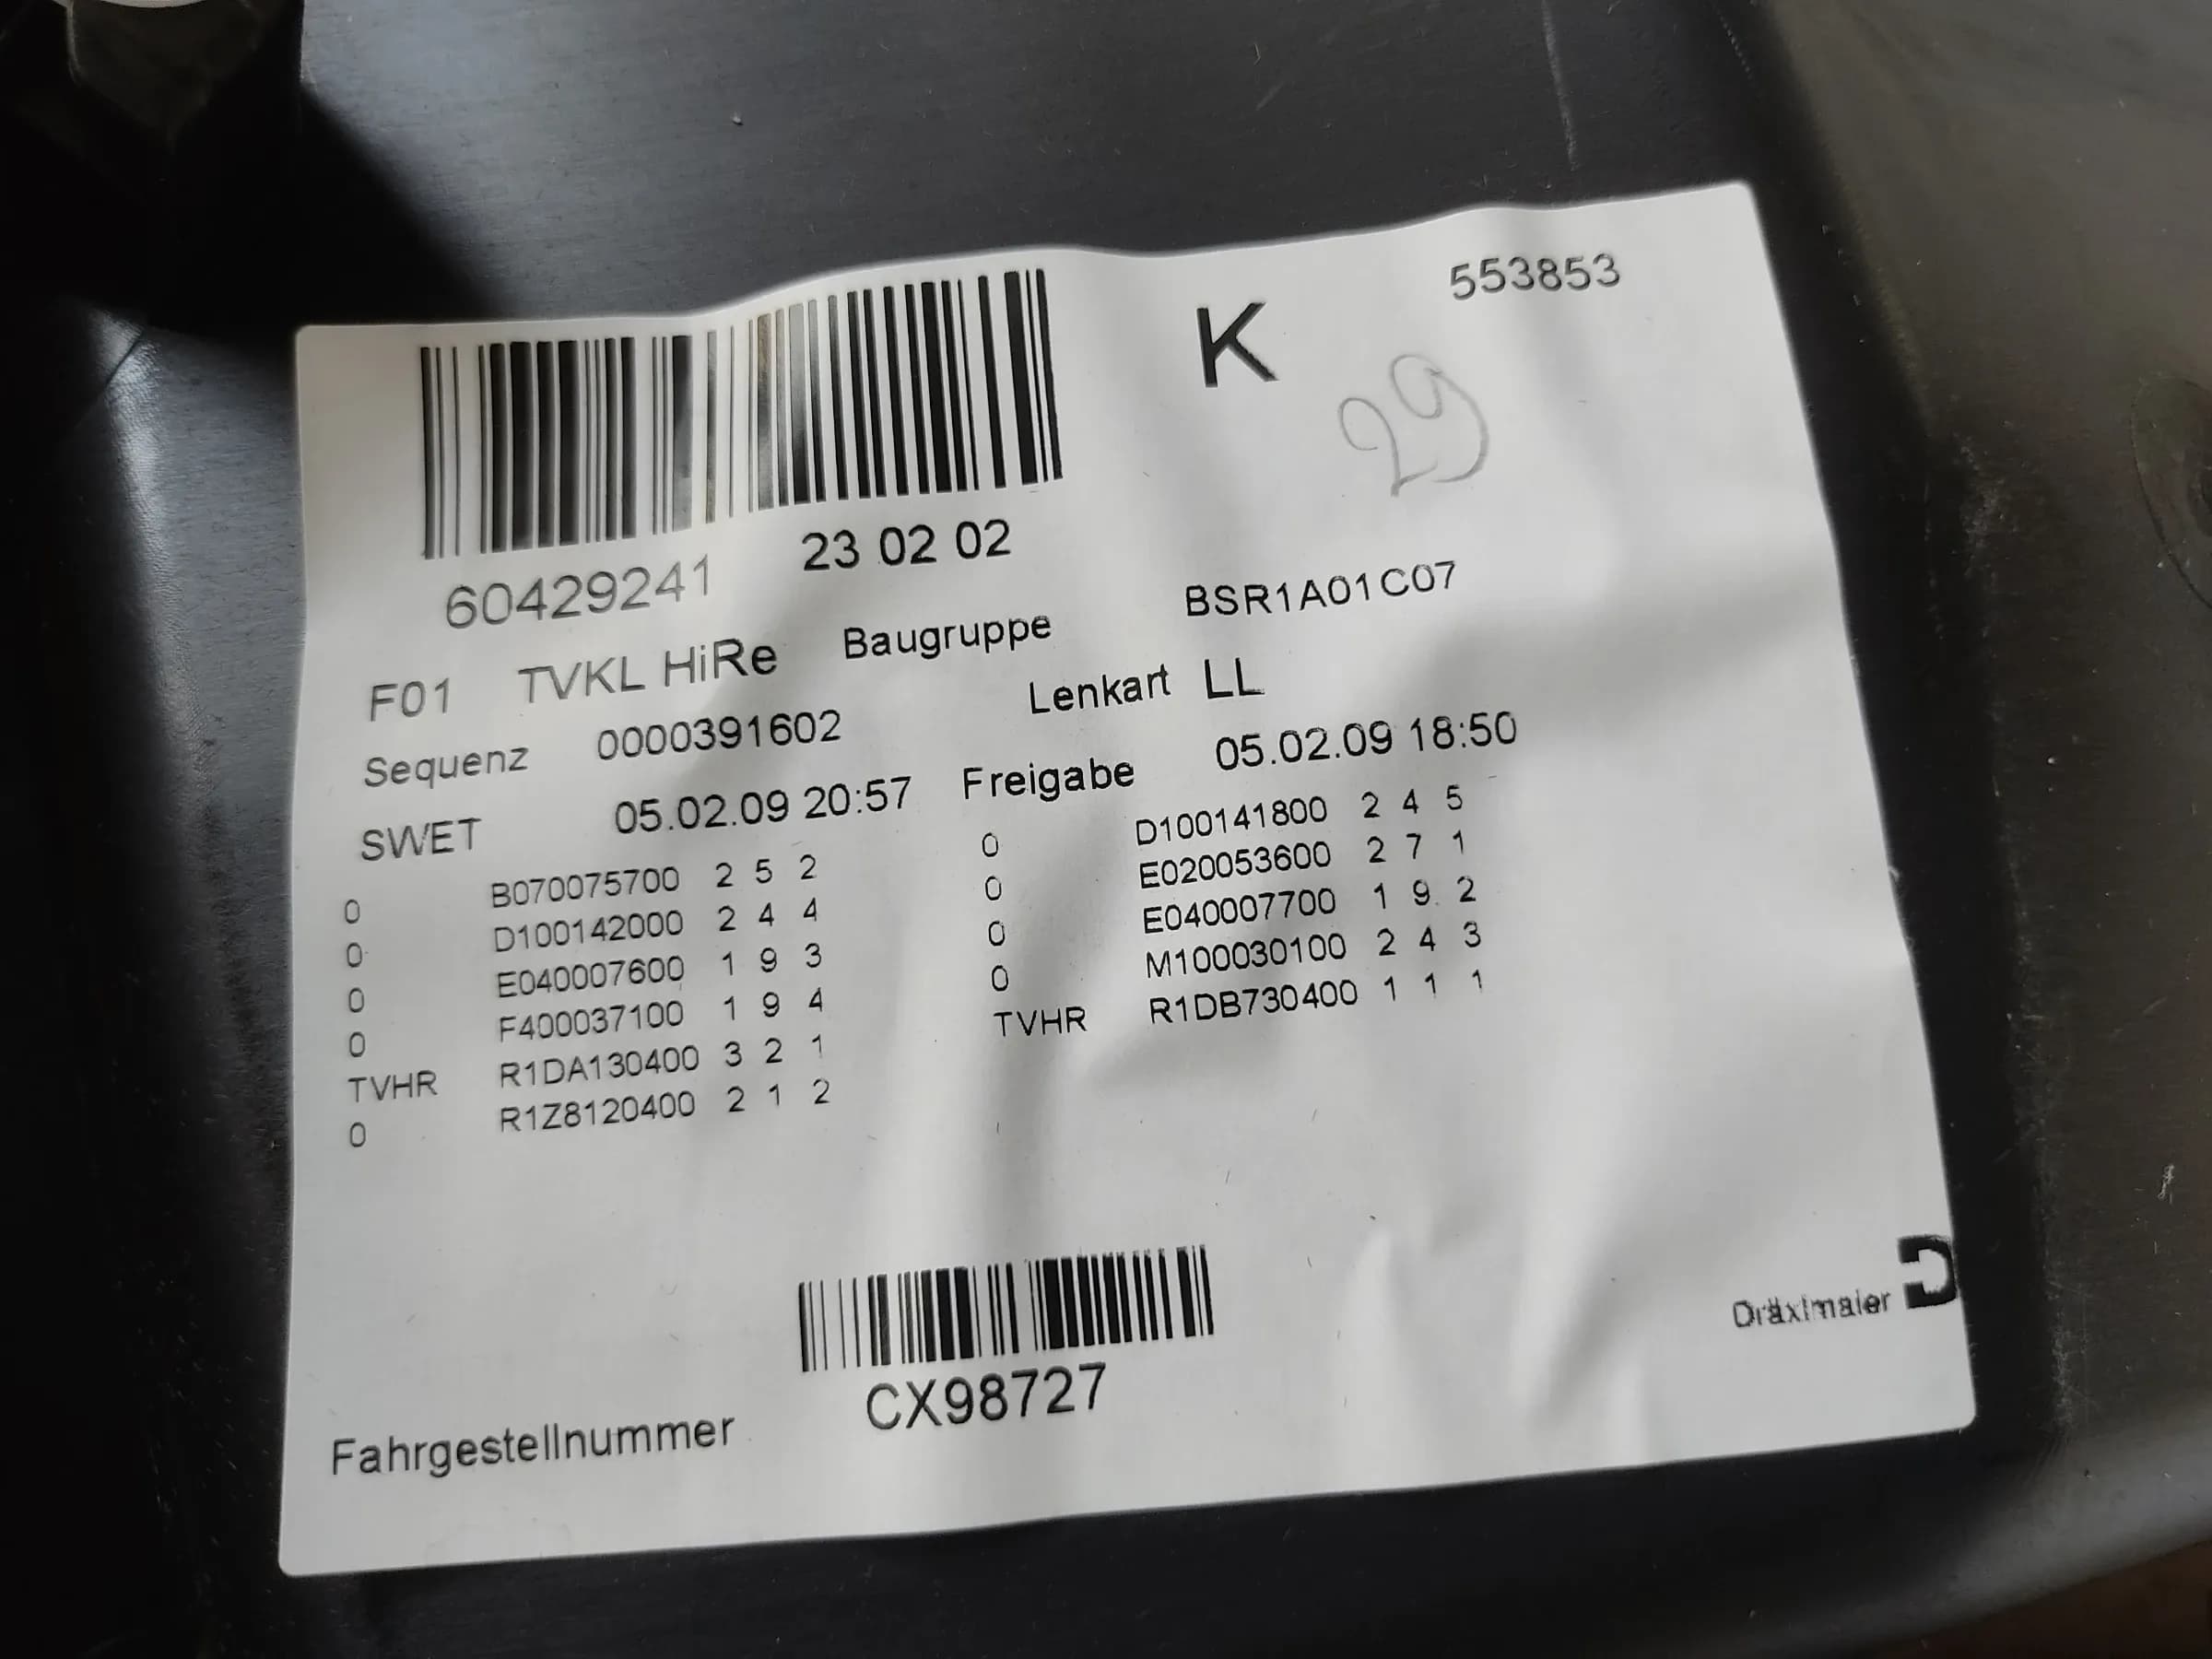 K 553853
29
60429241 23 02 02
F01 TVKL HiRe Baugruppe BSR1A01C07
Sequenz 0000391602 Lenkart LL
SWET 05.02.09 20:57 Freigabe 05.02.09 18:50
0 B070075700 2 5 2 0 D100141800 2 4 5
0 D100142000 2 4 4 0 E020053600 2 7 1
0 E040007600 1 9 3 0 E040007700 1 9 2
0 F400037100 1 9 4 0 M100030100 2 4 3
TVHR R1DA130400 3 2 1 TVHR R1DB730400 1 1 1
0 R1Z8120400 2 1 2
Dräxlmaier
Fahrgestellnummer CX98727